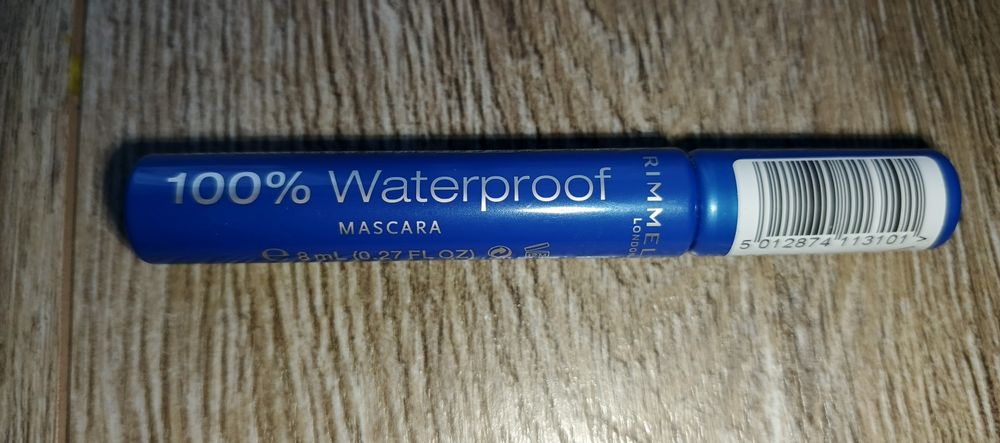 100% Waterproof
MASCARA
8 mL (0.27 FL OZ)
RIMMEL
LONDON
5 012874 113101 >